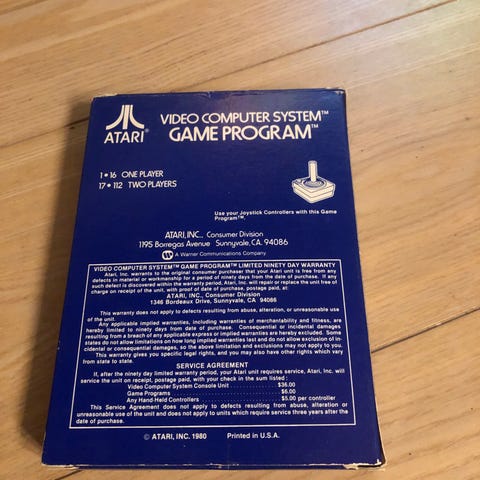 ATARI®
VIDEO COMPUTER SYSTEM™
GAME PROGRAM™
1 • 16 ONE PLAYER
17 • 112 TWO PLAYERS
Use your Joystick Controllers with this Game
Program™.
ATARI, INC., Consumer Division
1195 Borregas Avenue Sunnyvale, CA. 94086
A Warner Communications Company
VIDEO COMPUTER SYSTEM™ GAME PROGRAM™ LIMITED NINETY DAY WARRANTY
Atari, Inc. warrants to the original consumer purchaser that your Atari unit is free from any
defects in material or workmanship for a period of ninety days from the date of purchase. If any
such defect is discovered within the warranty period, Atari, Inc. will repair or replace the unit free of
charge on receipt of the unit, with proof of date of purchase, postage paid, at:
ATARI, INC., Consumer Division
1346 Bordeaux Drive, Sunnyvale, CA 94086
This warranty does not apply to defects resulting from abuse, alteration, or unreasonable use
of the unit.
Any applicable implied warranties, including warranties of merchantability and fitness, are
hereby limited to ninety days from date of purchase. Consequential or incidental damages
resulting from a breach of any applicable express or implied warranties are hereby excluded. Some
states do not allow limitations on how long implied warranties last and do not allow exclusion of in-
cidental or consequential damages, so the above limitation and exclusions may not apply to you.
This warranty gives you specific legal rights, and you may also have other rights which vary
from state to state.
SERVICE AGREEMENT
If, after the ninety day limited warranty period, your Atari unit requires service, Atari, Inc. will
service the unit on receipt, postage paid, with your check in the sum listed:
Video Computer System Console Unit $36.00
Game Programs $6.00
Any Hand-Held Controllers $5.00 per controller
This Service Agreement does not apply to defects resulting from abuse, alteration or
unreasonable use of the unit and does not apply to units which require service three years after the
date of purchase.
© ATARI, INC. 1980 Printed in U.S.A.